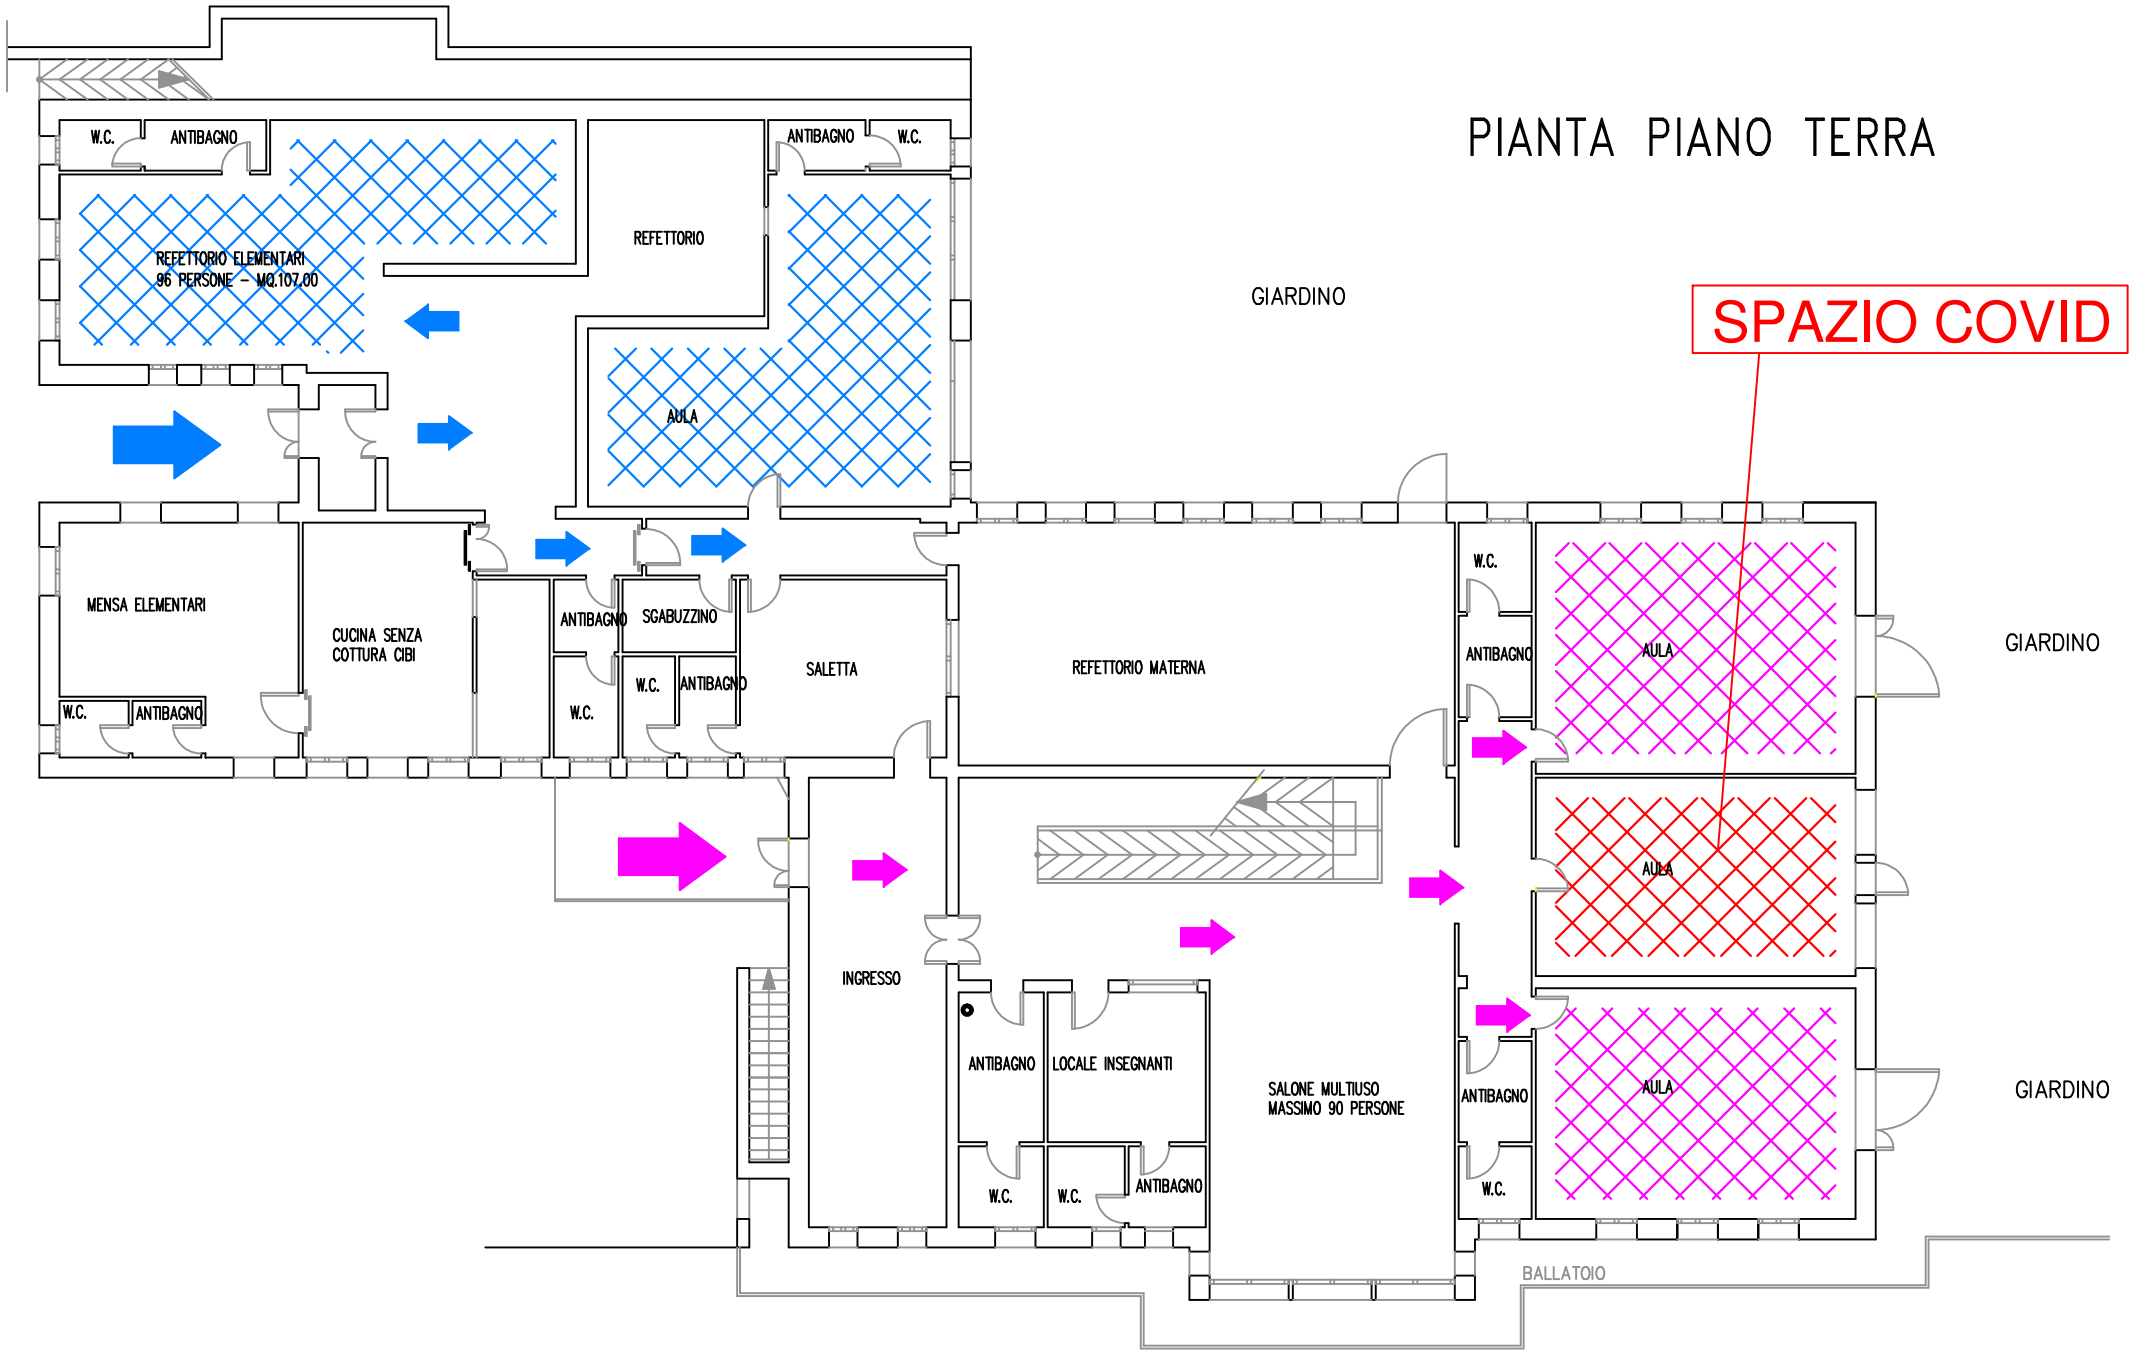 W.C.
ANTIBAGNO
ANTIBAGNO
W.C.
PIANTA PIANO TERRA
REFETTORIO
REFETTORIO ELEMENTARI
96 PERSONE - MQ.107.00
GIARDINO
SPAZIO COVID
AULA
W.C.
MENSA ELEMENTARI
ANTIBAGNO
SGABUZZINO
CUCINA SENZA
COTTURA CIBI
SALETTA
REFETTORIO MATERNA
ANTIBAGNO
AULA
GIARDINO
W.C.
ANTIBAGNO
W.C.
ANTIBAGNO
W.C.
AULA
INGRESSO
ANTIBAGNO
LOCALE INSEGNANTI
SALONE MULTIUSO
MASSIMO 90 PERSONE
ANTIBAGNO
AULA
GIARDINO
W.C.
W.C.
ANTIBAGNO
W.C.
BALLATOIO